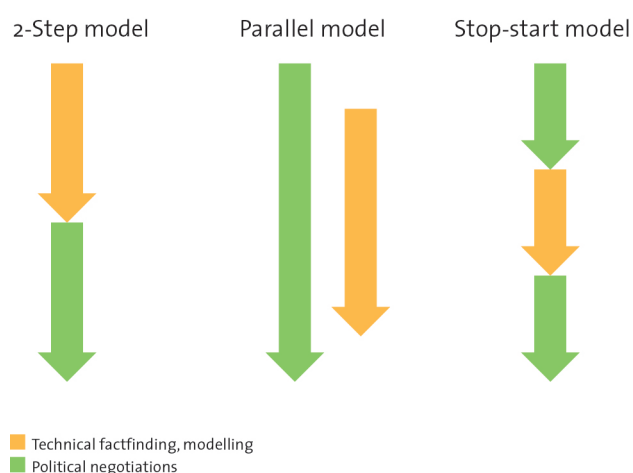 2-Step model
Parallel model
Stop-start model
Technical factfinding, modelling
Political negotiations